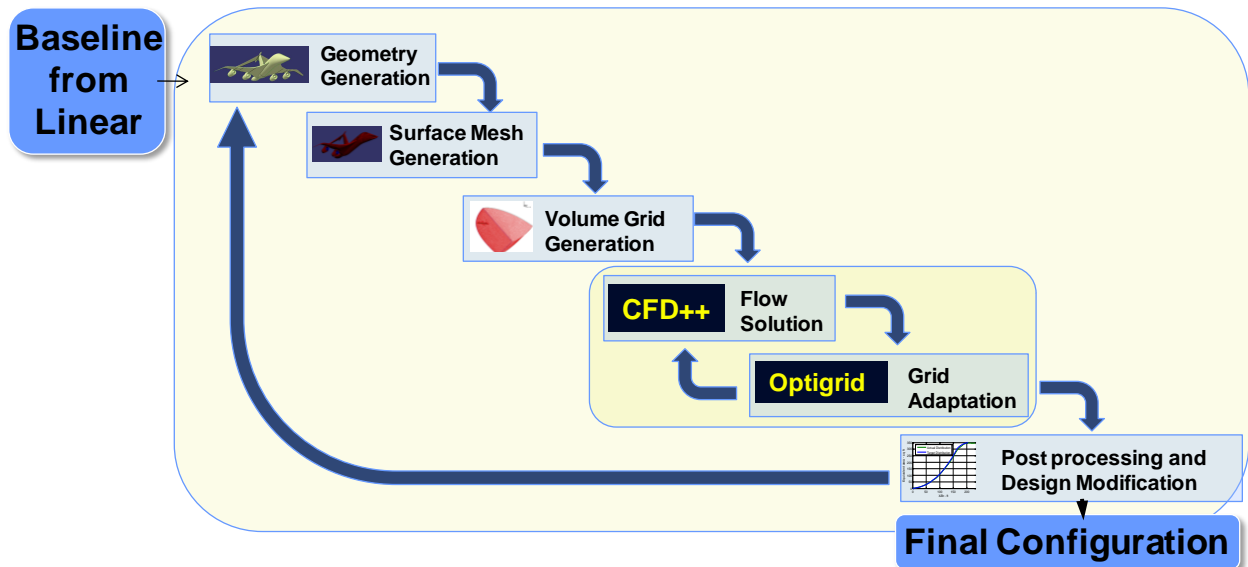 Baseline
from
Linear
Geometry
Generation
Surface Mesh
Generation
Volume Grid
Generation
CFD++
Flow
Solution
Optigrid
Grid
Adaptation
Post processing and
Design Modification
Final Configuration